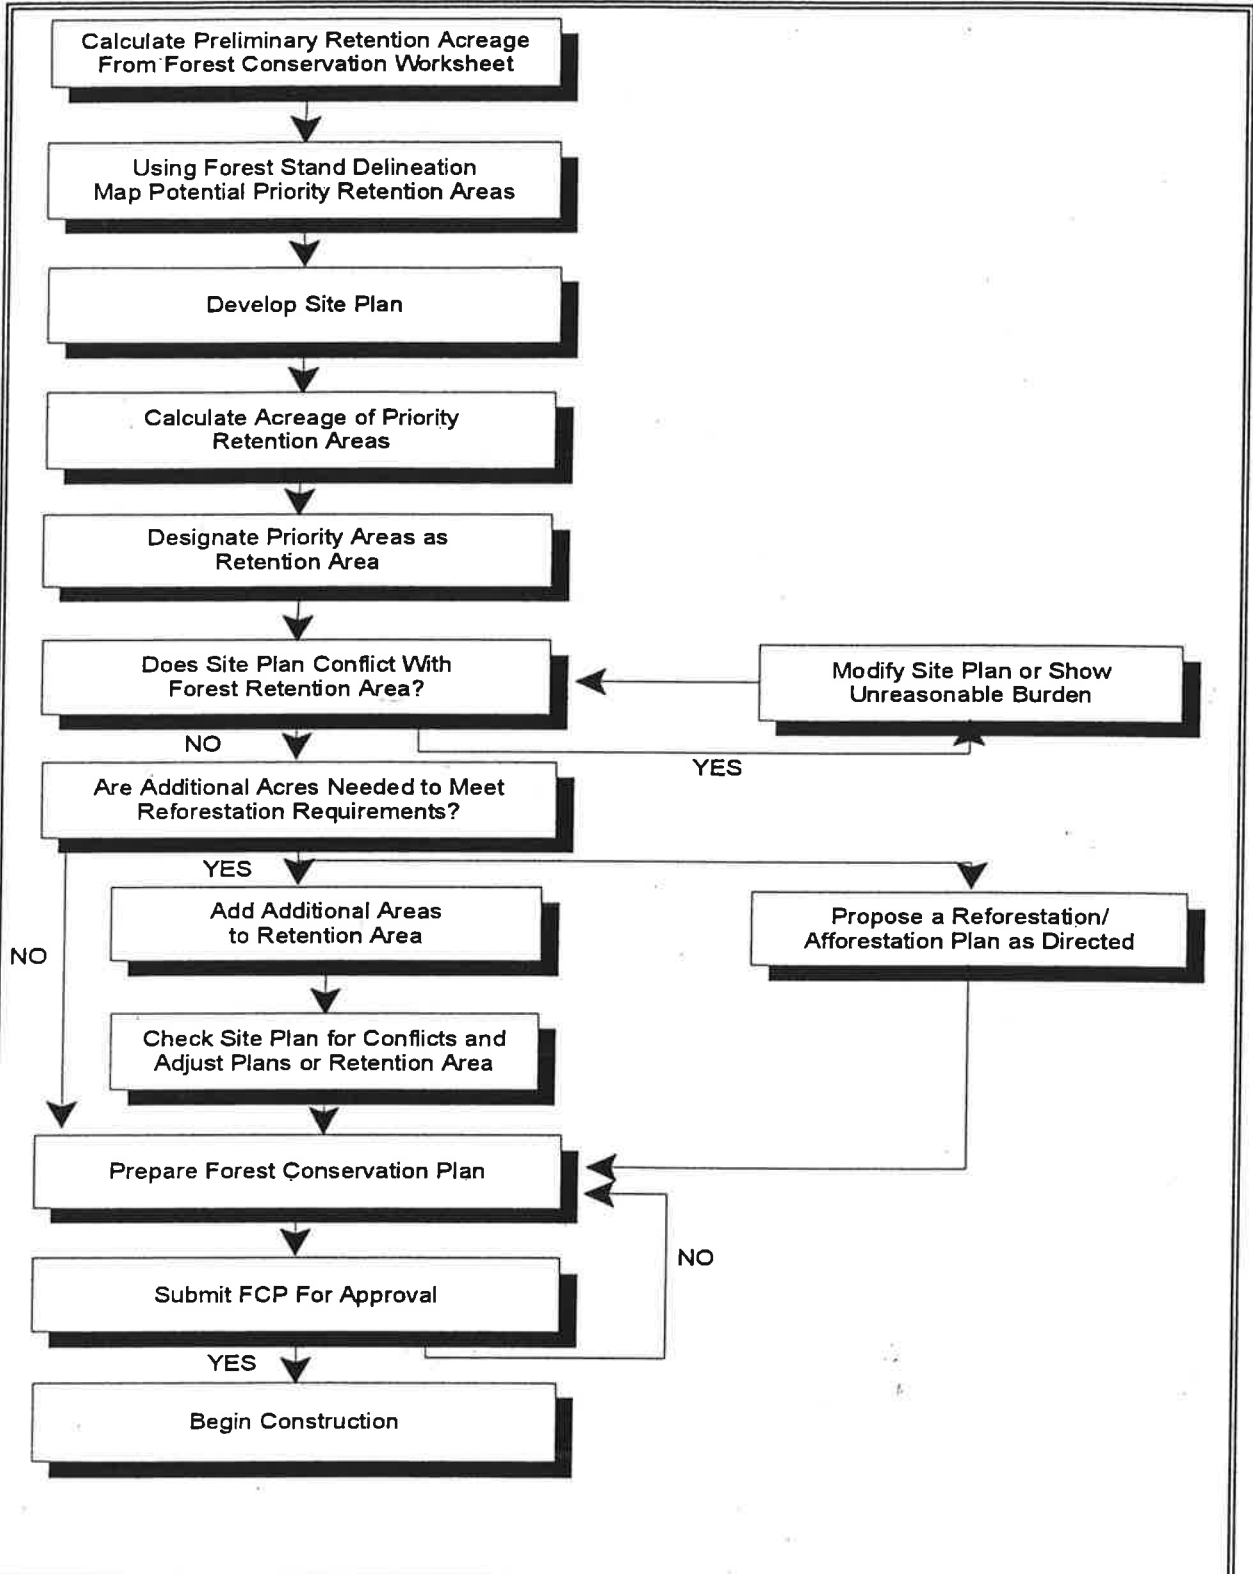 Calculate Preliminary Retention Acreage
From Forest Conservation Worksheet
Using Forest Stand Delineation
Map Potential Priority Retention Areas
Develop Site Plan
Calculate Acreage of Priority
Retention Areas
Designate Priority Areas as
Retention Area
Does Site Plan Conflict With
Forest Retention Area?
Modify Site Plan or Show
Unreasonable Burden
NO
YES
Are Additional Acres Needed to Meet
Reforestation Requirements?
YES
NO
Add Additional Areas
to Retention Area
Propose a Reforestation/
Afforestation Plan as Directed
Check Site Plan for Conflicts and
Adjust Plans or Retention Area
Prepare Forest Conservation Plan
NO
Submit FCP For Approval
YES
Begin Construction